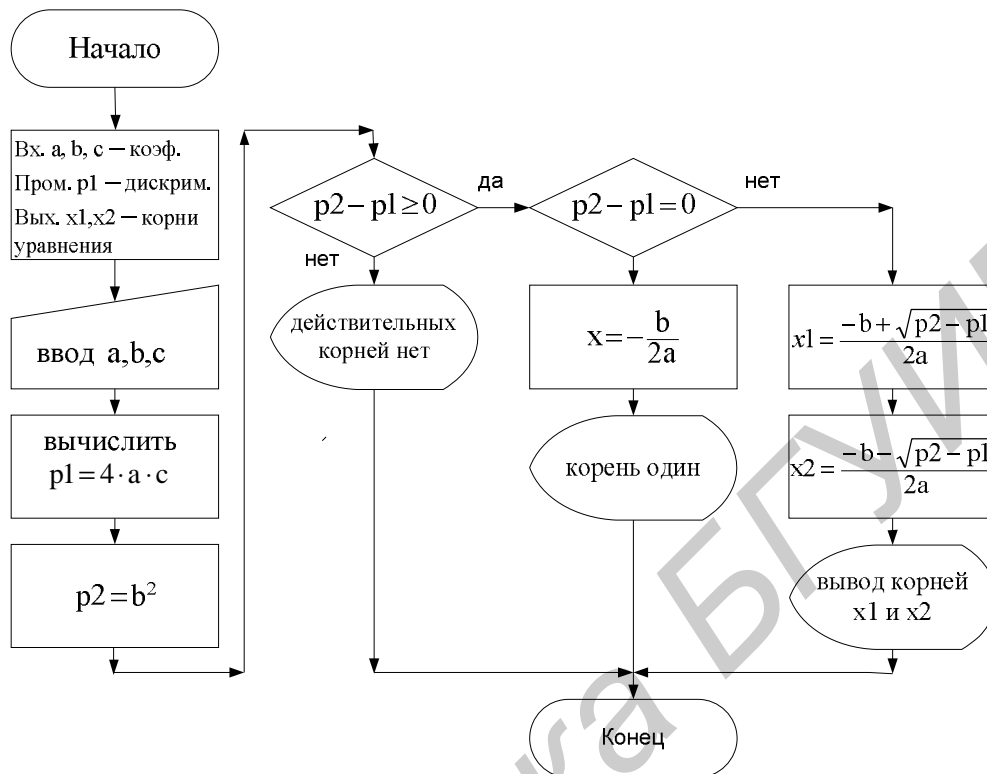 Начало
Вх. a, b, c – коэф.
Пром. p1 – дискрим.
Вых. x1,x2 – корни
уравнения
ввод a,b,c
вычислить
p1 = 4 · a · c
p2 = b²
p2 – p1 ≥ 0
да
нет
действительных
корней нет
p2 – p1 = 0
нет
x = – b / 2a
корень один
x1 = –b + √p2 – p1 / 2a
x2 = –b – √p2 – p1 / 2a
вывод корней
x1 и x2
Конец
ка БГУИ